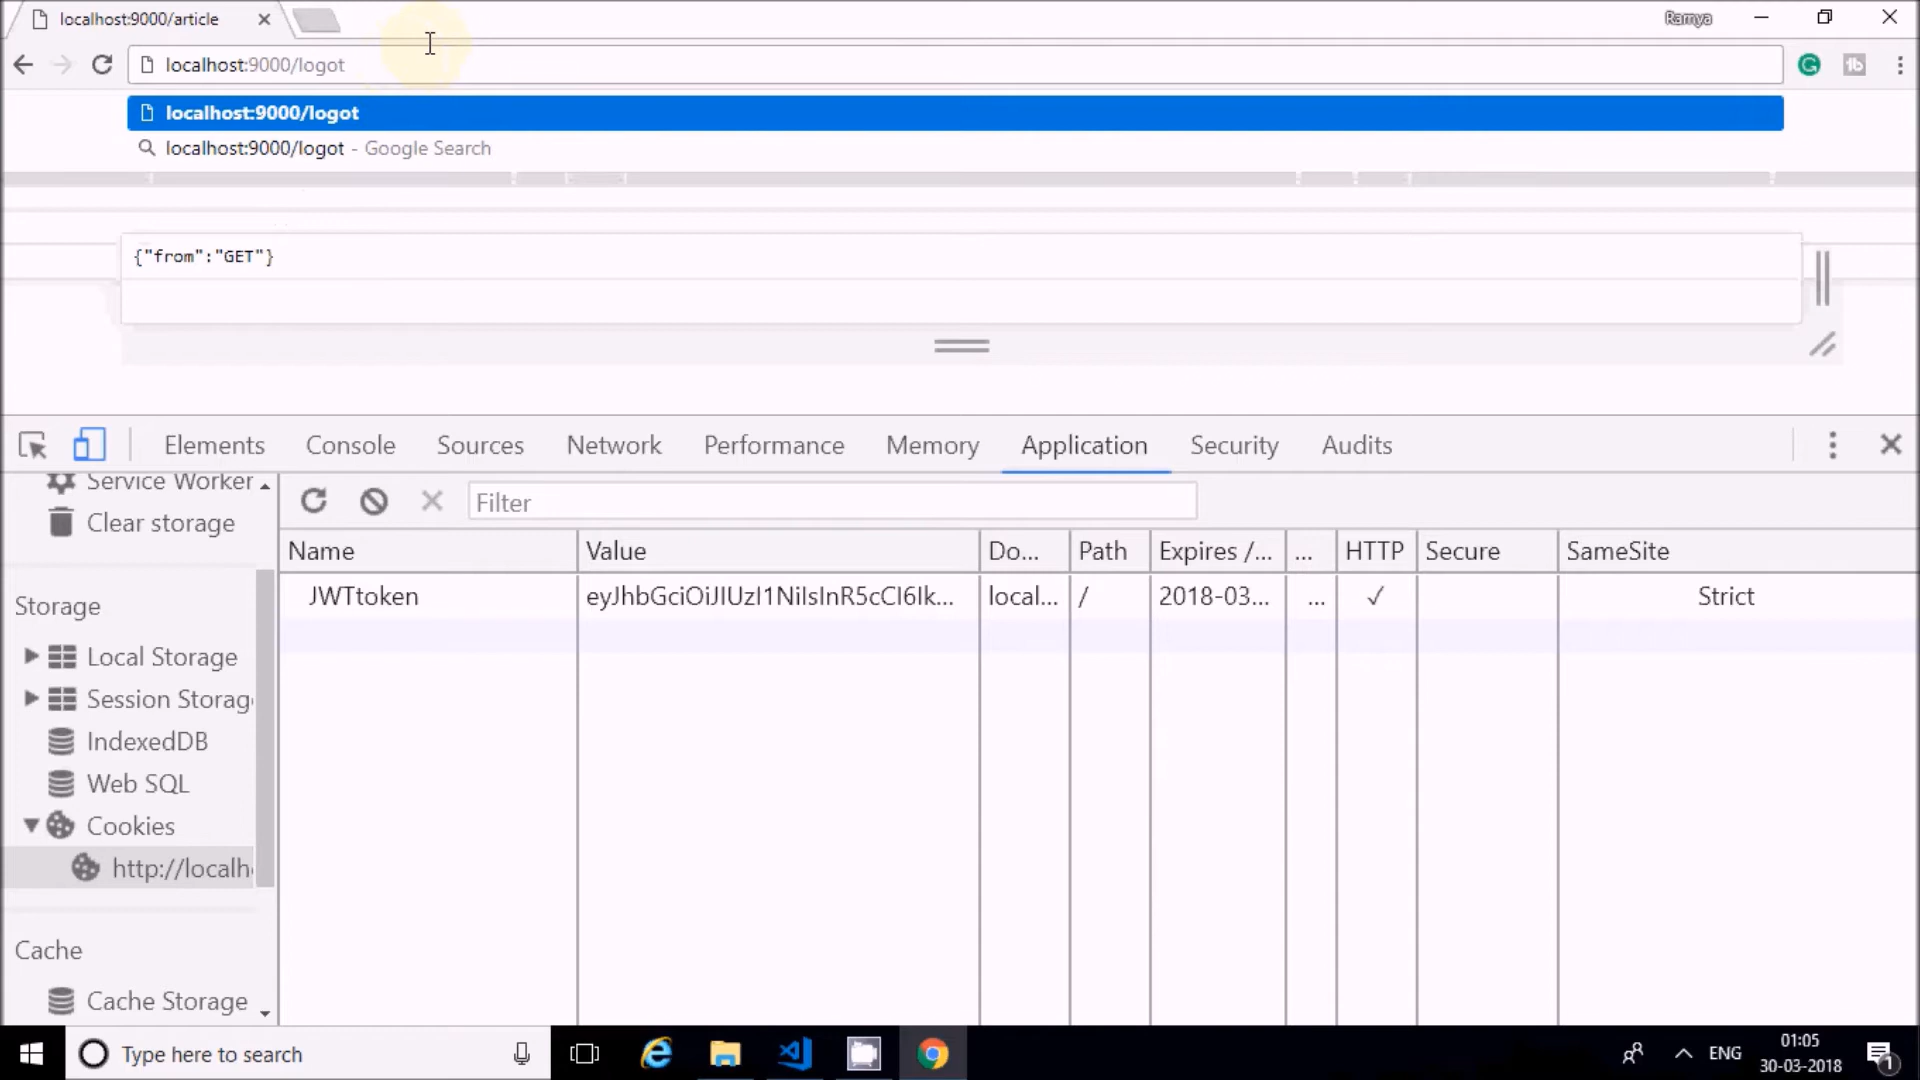 localhost:9000/article
Ramya
localhost:9000/logot
localhost:9000/logot
localhost:9000/logot - Google Search
{"from":"GET"}
Elements Console Sources Network Performance Memory Application Security Audits
Service Worker
Clear storage
Filter
Name Value Do... Path Expires /... ... HTTP Secure SameSite
JWTtoken eyJhbGciOiJIUzI1NiIsInR5cCI6Ik... local... / 2018-03... ... ✓ Strict
Storage
Local Storage
Session Storag
IndexedDB
Web SQL
Cookies
http://localh
Cache
Cache Storage
Type here to search
ENG
01:05
30-03-2018
1